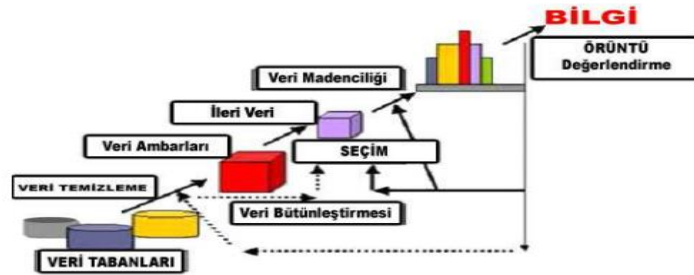 BİLGİ
ÖRÜNTÜ
Değerlendirme
Veri Madenciliği
İleri Veri
SEÇİM
Veri Ambarları
VERİ TEMİZLEME
Veri Bütünleştirmesi
VERİ TABANLARI